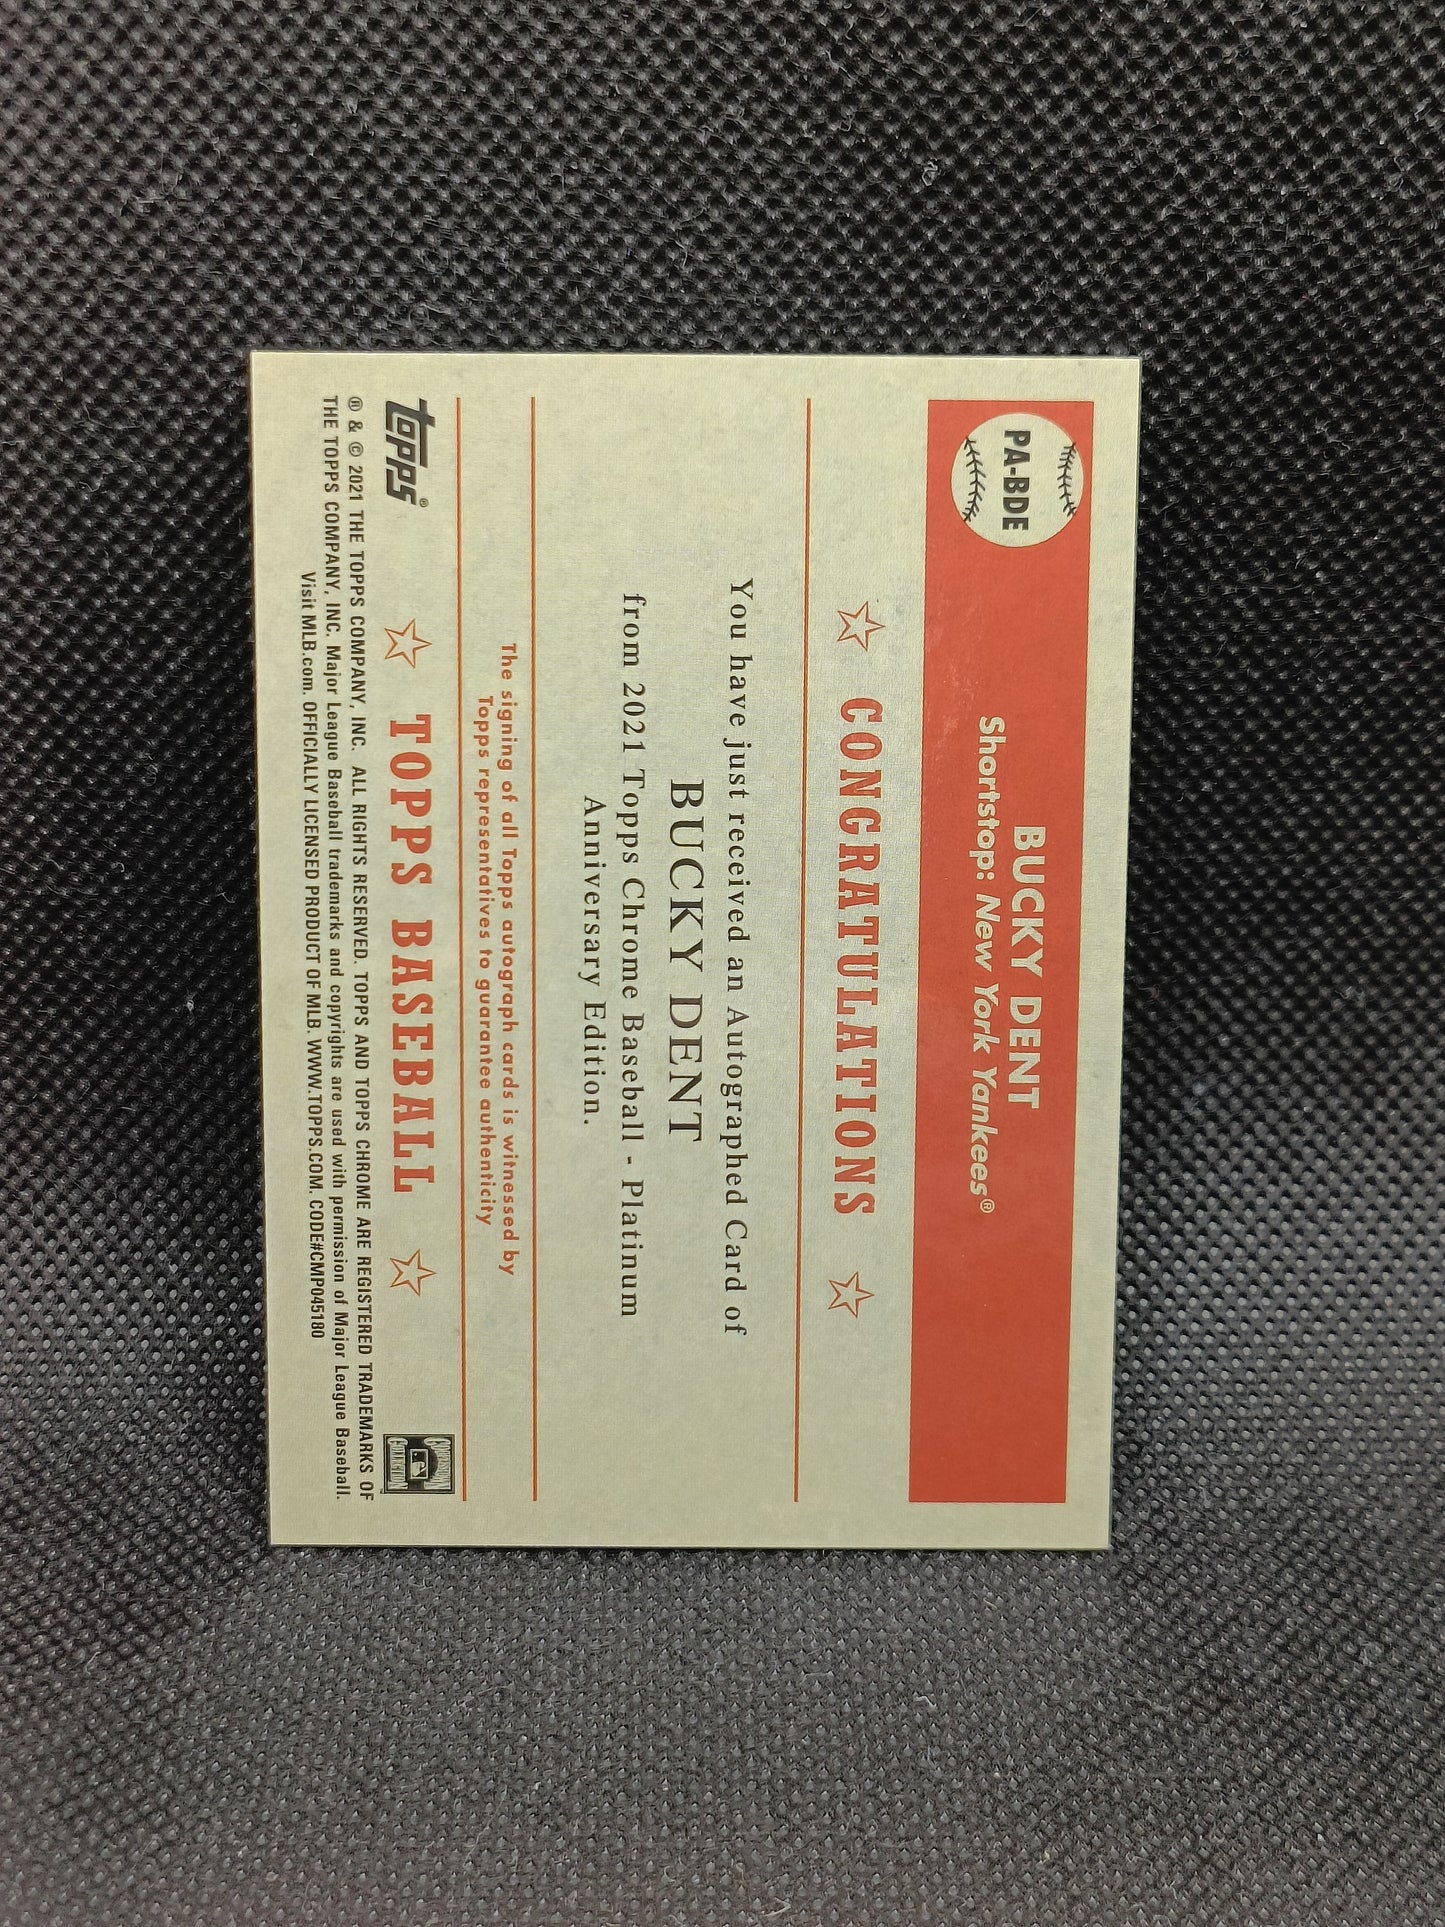 PA-BDE
BUCKY DENT
Shortstop: New York Yankees®
CONGRATULATIONS
You have just received an Autographed Card of
BUCKY DENT
from 2021 Topps Chrome Baseball - Platinum
Anniversary Edition.
The signing of all Topps autograph cards is witnessed by
Topps representatives to guarantee authenticity
topps®
TOPPS BASEBALL
COOPERSTOWN
COLLECTION
™
® & © 2021 THE TOPPS COMPANY, INC. ALL RIGHTS RESERVED. TOPPS AND TOPPS CHROME ARE REGISTERED TRADEMARKS OF
THE TOPPS COMPANY, INC. Major League Baseball trademarks and copyrights are used with permission of Major League Baseball.
Visit MLB.com. OFFICIALLY LICENSED PRODUCT OF MLB. WWW.TOPPS.COM. CODE#CMP045180